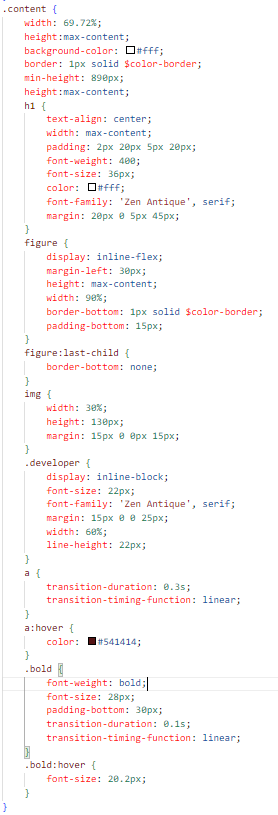 .content {
width: 69.72%;
height:max-content;
background-color: #fff;
border: 1px solid $color-border;
min-height: 890px;
height:max-content;
h1 {
text-align: center;
width: max-content;
padding: 2px 20px 5px 20px;
font-weight: 400;
font-size: 36px;
color: #fff;
font-family: 'Zen Antique', serif;
margin: 20px 0 5px 45px;
}
figure {
display: inline-flex;
margin-left: 30px;
height: max-content;
width: 90%;
border-bottom: 1px solid $color-border;
padding-bottom: 15px;
}
figure:last-child {
border-bottom: none;
}
img {
width: 30%;
height: 130px;
margin: 15px 0 0px 15px;
}
.developer {
display: inline-block;
font-size: 22px;
font-family: 'Zen Antique', serif;
margin: 15px 0 0 25px;
width: 60%;
line-height: 22px;
}
a {
transition-duration: 0.3s;
transition-timing-function: linear;
}
a:hover {
color: #541414;
}
.bold {
font-weight: bold;
font-size: 28px;
padding-bottom: 30px;
transition-duration: 0.1s;
transition-timing-function: linear;
}
.bold:hover {
font-size: 20.2px;
}
}